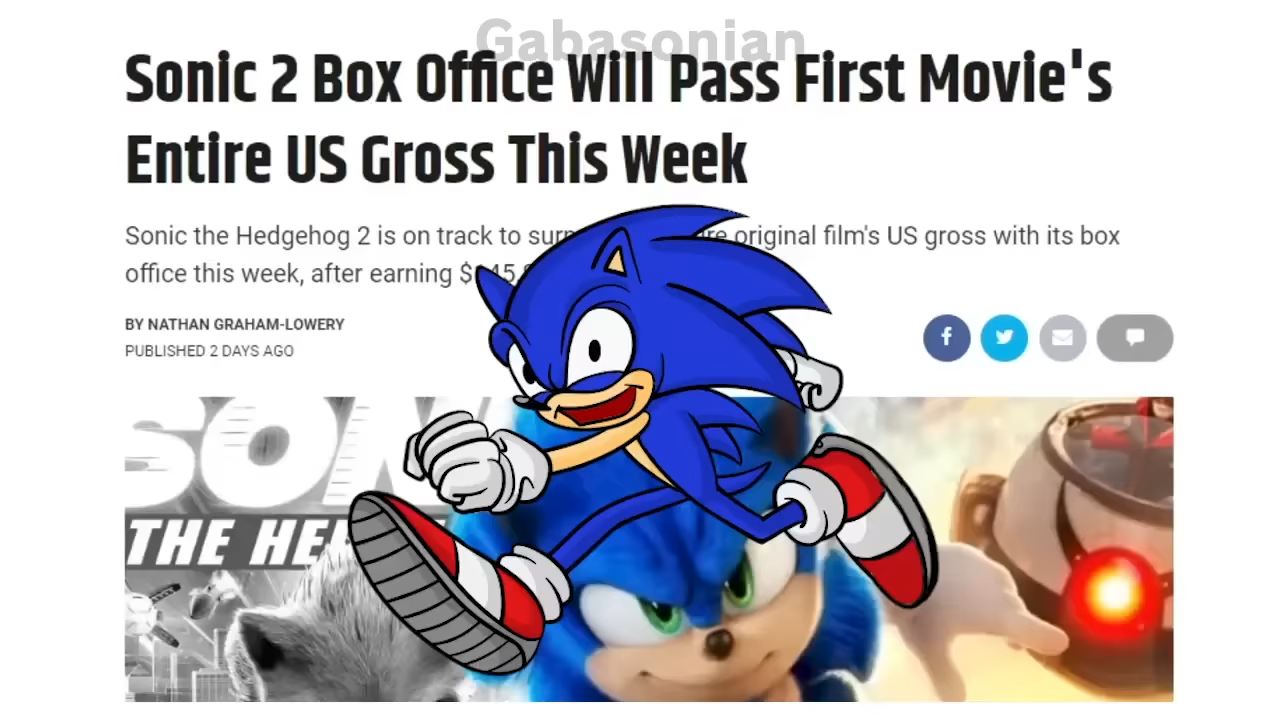 Gabasonian
Sonic 2 Box Office Will Pass First Movie's
Entire US Gross This Week
Sonic the Hedgehog 2 is on track to original film's US gross with its box
office this week, after earning
BY NATHAN GRAHAM-LOWERY
PUBLISHED 2 DAYS AGO
f
THE